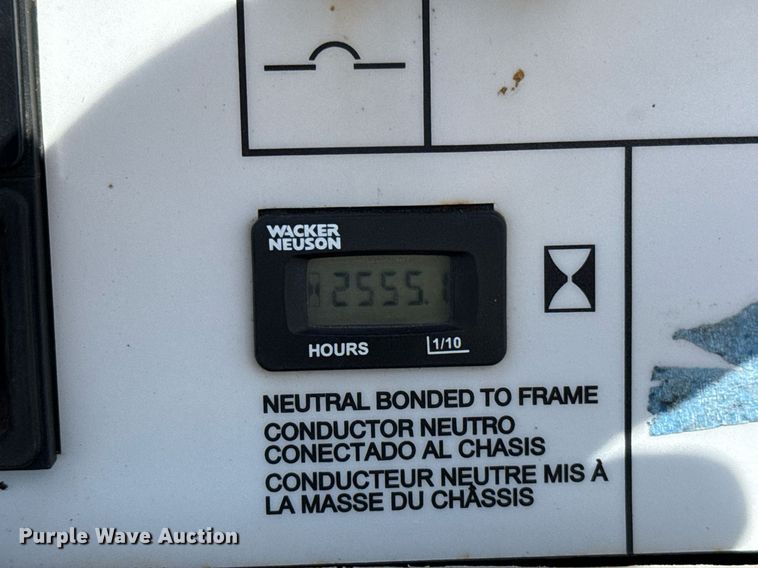 WACKER
NEUSON
2555.1
HOURS 1/10
NEUTRAL BONDED TO FRAME
CONDUCTOR NEUTRO
CONECTADO AL CHASIS
CONDUCTEUR NEUTRE MIS À
LA MASSE DU CHÂSSIS
Purple Wave Auction